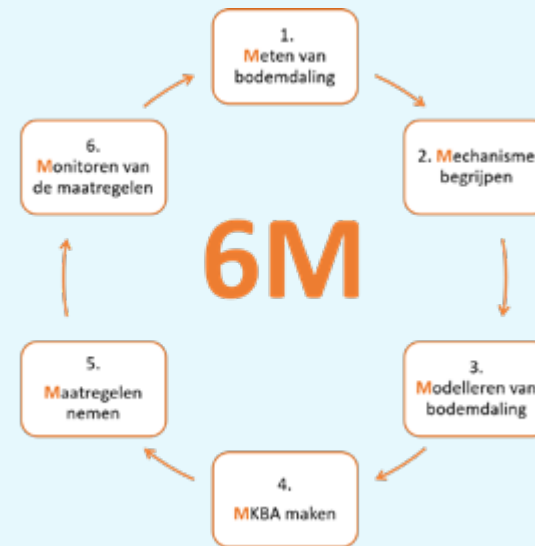 1.
Meten van
bodemdaling
2. Mechanisme
begrijpen
3.
Modelleren van
bodemdaling
4.
MKBA maken
5.
Maatregelen
nemen
6.
Monitoren van
de maatregelen
6M